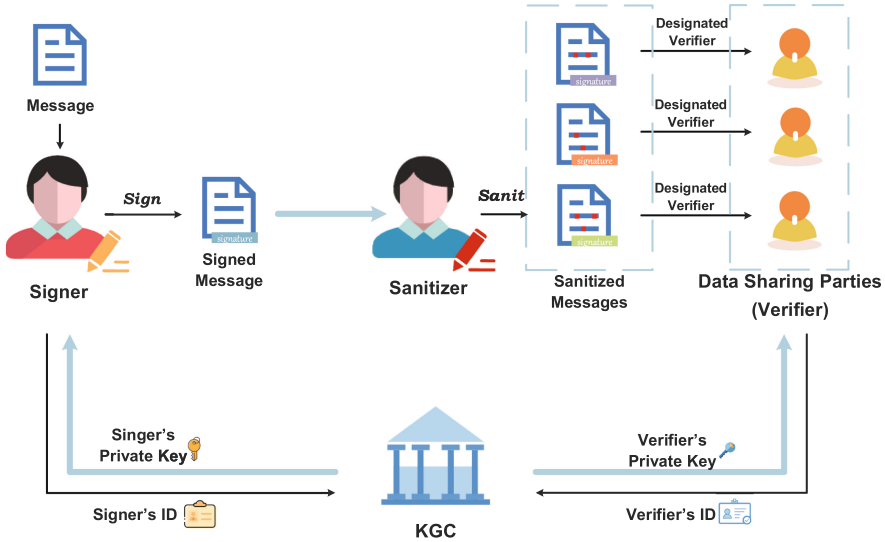 Message
Sign
signature
Signed
Message
Signer
Sanit
Sanitizer
signature
signature
signature
Sanitized
Messages
Designated
Verifier
Designated
Verifier
Designated
Verifier
Data Sharing Parties
(Verifier)
Singer's
Private Key
Signer's ID
KGC
Verifier's
Private Key
Verifier's ID